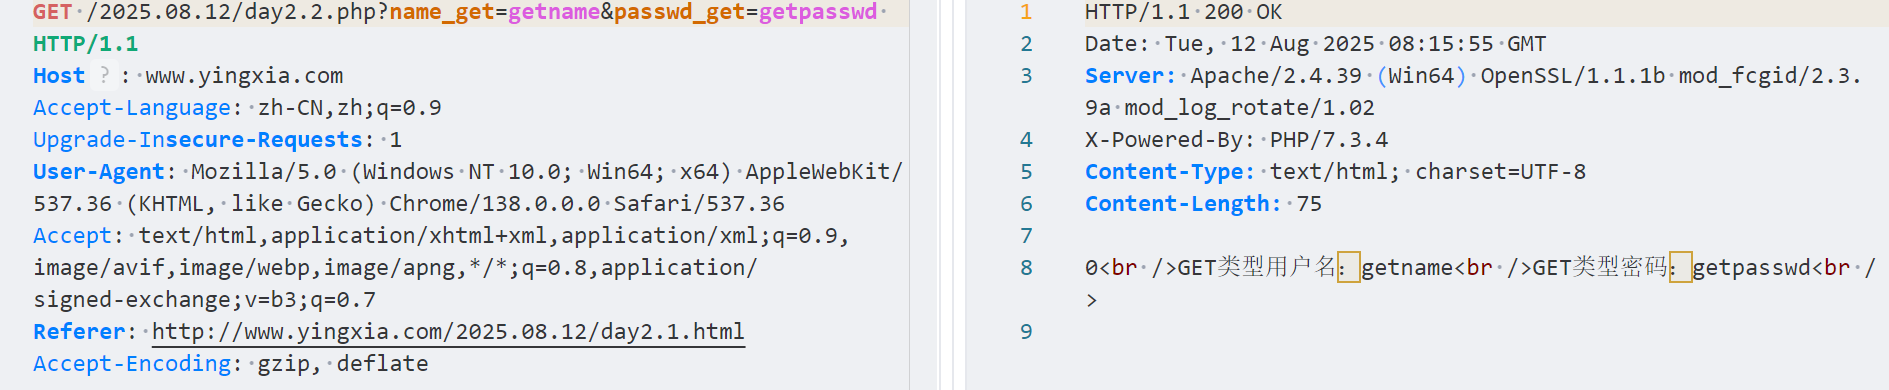 GET /2025.08.12/day2.2.php?name_get=getname&passwd_get=getpasswd
HTTP/1.1
Host ? : www.yingxia.com
Accept-Language: zh-CN,zh;q=0.9
Upgrade-Insecure-Requests: 1
User-Agent: Mozilla/5.0 (Windows NT 10.0; Win64; x64) AppleWebKit/
537.36 (KHTML, like Gecko) Chrome/138.0.0.0 Safari/537.36
Accept: text/html,application/xhtml+xml,application/xml;q=0.9,
image/avif,image/webp,image/apng,*/*;q=0.8,application/
signed-exchange;v=b3;q=0.7
Referer: http://www.yingxia.com/2025.08.12/day2.1.html
Accept-Encoding: gzip, deflate
1 HTTP/1.1 200 OK
2 Date: Tue, 12 Aug 2025 08:15:55 GMT
3 Server: Apache/2.4.39 (Win64) OpenSSL/1.1.1b mod_fcgid/2.3.
9a mod_log_rotate/1.02
4 X-Powered-By: PHP/7.3.4
5 Content-Type: text/html; charset=UTF-8
6 Content-Length: 75
7
8 0<br />GET类型用户名：getname<br />GET类型密码：getpasswd<br /
>
9